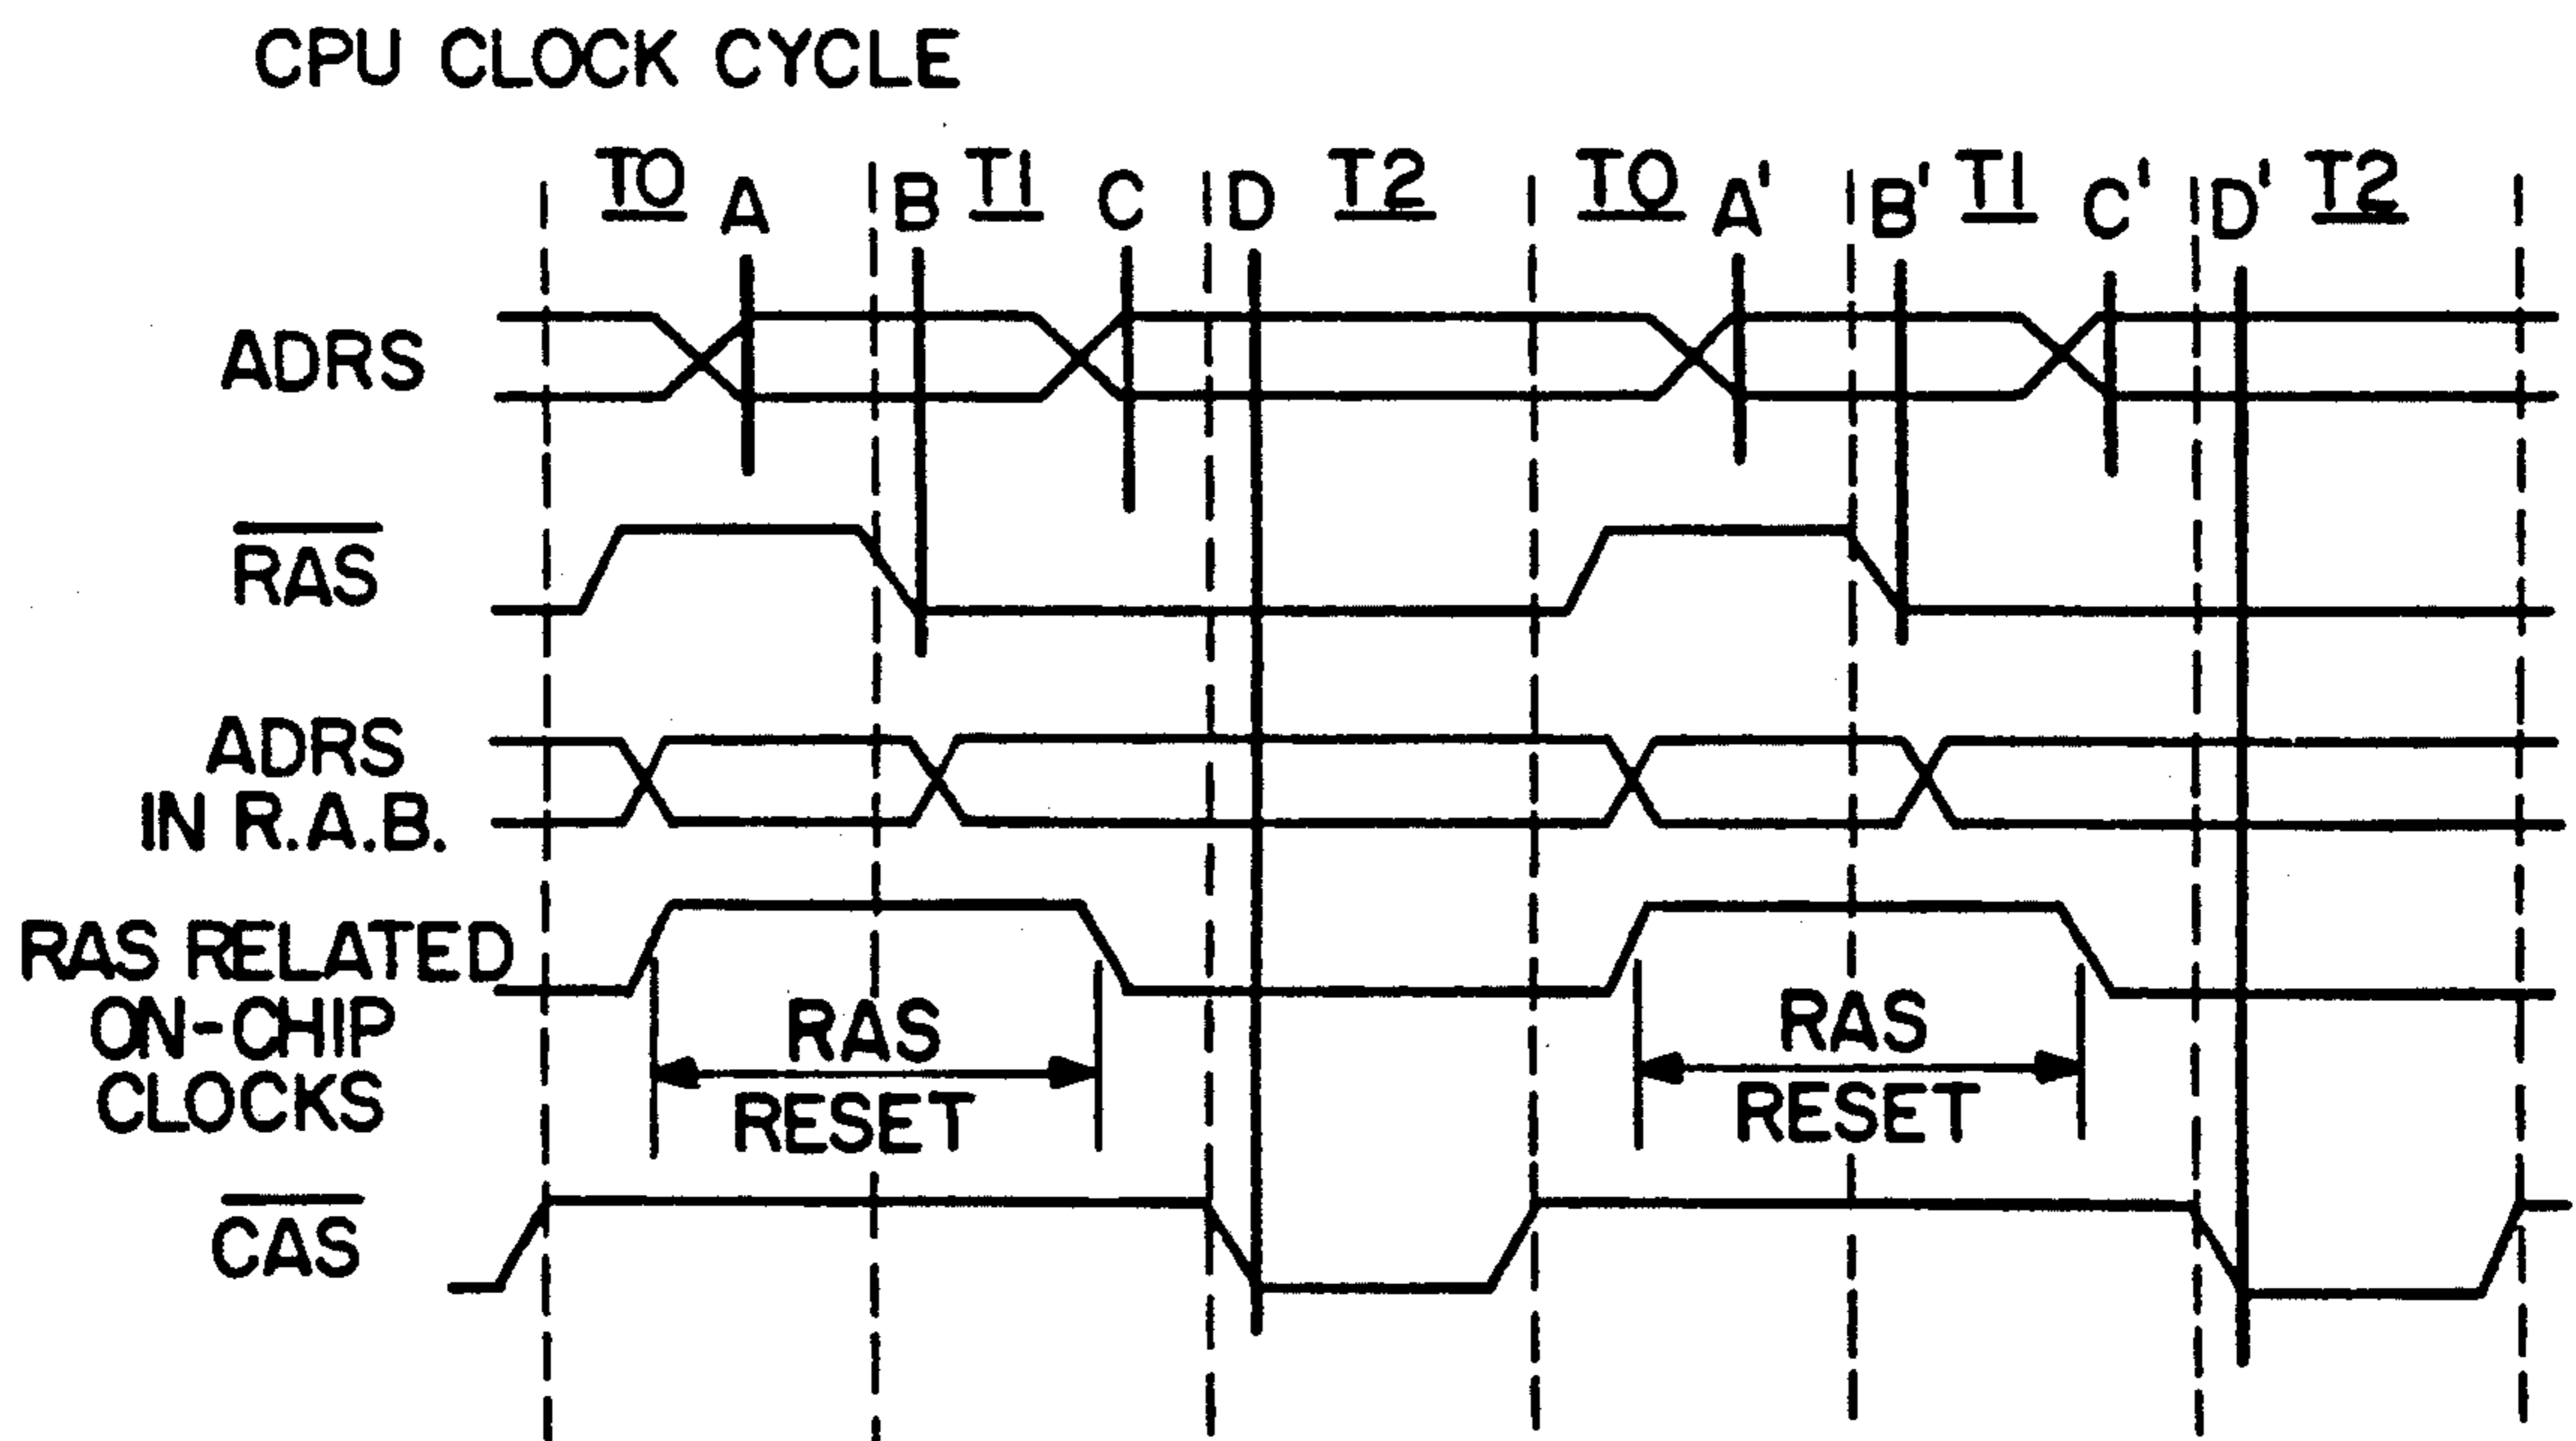 CPU CLOCK CYCLE
T0 A B T1 C D T2 T0 A' B' T1 C' D' T2
ADRS
RAS
ADRS
IN R.A.B.
RAS RELATED
ON-CHIP
CLOCKS
RAS
RESET
RAS
RESET
CAS